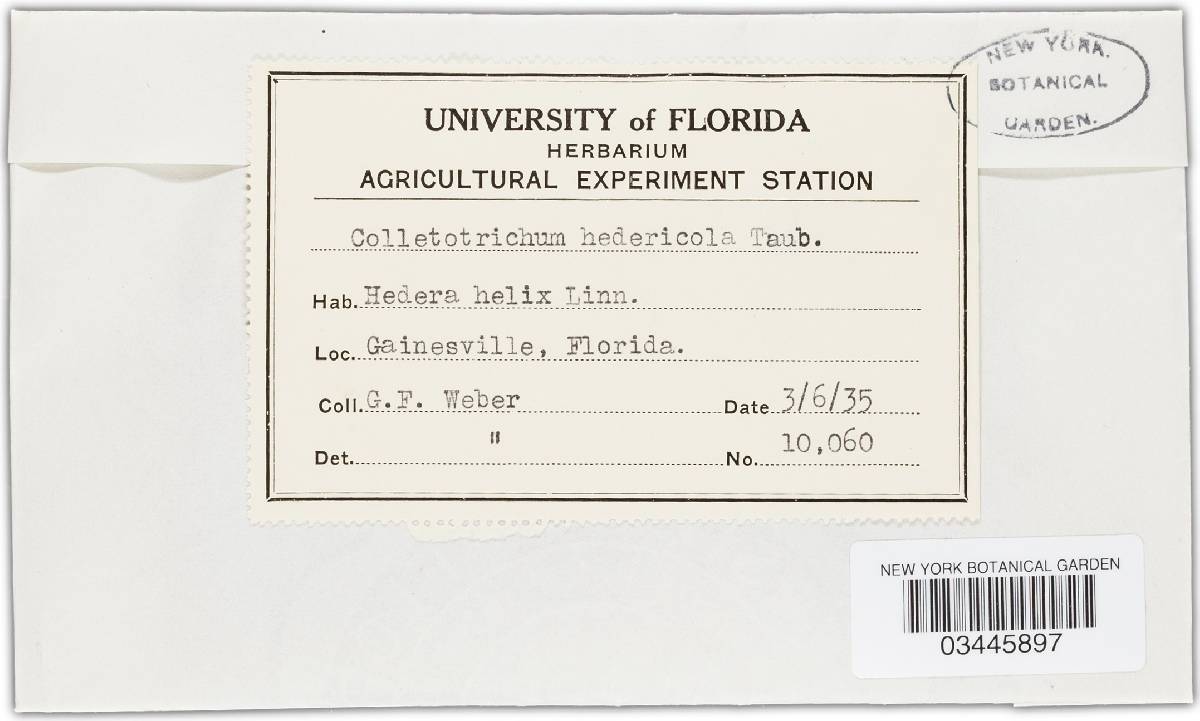 NEW YORK.
BOTANICAL
GARDEN.
UNIVERSITY of FLORIDA
HERBARIUM
AGRICULTURAL EXPERIMENT STATION
Colletotrichum hedericola Taub.
Hab. Hedera helix Linn.
Loc. Gainesville, Florida.
Coll. G.F. Weber Date 3/6/35
Det. " No. 10,060
NEW YORK BOTANICAL GARDEN
03445897